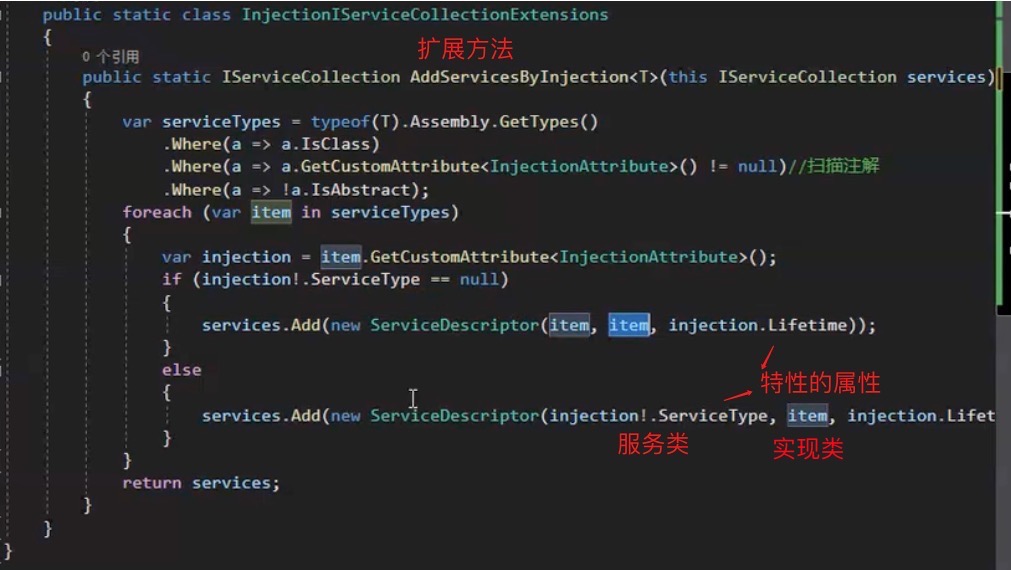 public static class InjectionIServiceCollectionExtensions
{
0 个引用
扩展方法
public static IServiceCollection AddServicesByInjection<T>(this IServiceCollection services)
{
var serviceTypes = typeof(T).Assembly.GetTypes()
.Where(a => a.IsClass)
.Where(a => a.GetCustomAttribute<InjectionAttribute>() != null)//扫描注解
.Where(a => !a.IsAbstract);
foreach (var item in serviceTypes)
{
var injection = item.GetCustomAttribute<InjectionAttribute>();
if (injection!.ServiceType == null)
{
services.Add(new ServiceDescriptor(item, item, injection.Lifetime));
}
else
特性的属性
{
services.Add(new ServiceDescriptor(injection!.ServiceType, item, injection.Lifet
}
服务类 实现类
}
return services;
}
}
}